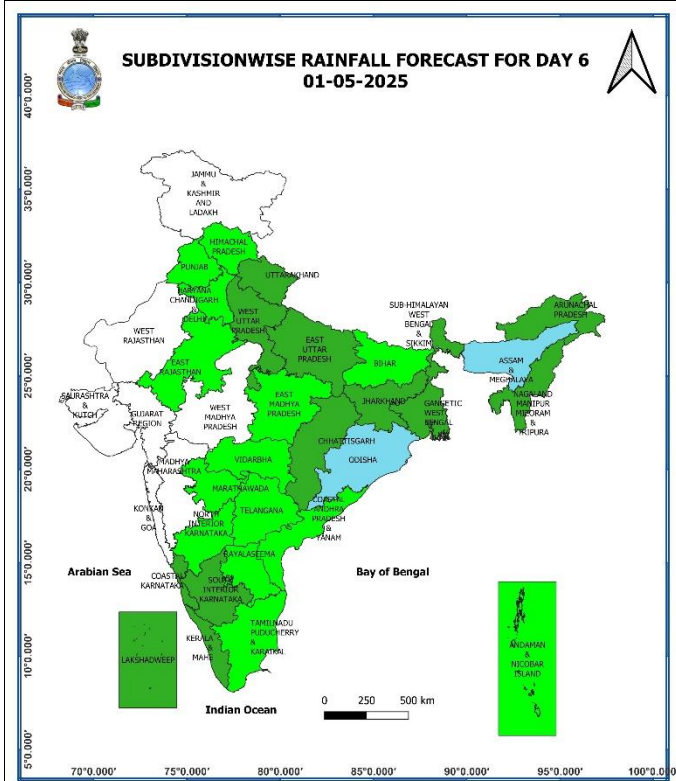 SUBDIVISIONWISE RAINFALL FORECAST FOR DAY 6
01-05-2025
40°0.000'
35°0.000'
30°0.000'
25°0.000'
20°0.000'
15°0.000'
10°0.000'
5°0.000'
JAMMU
&
KASHMIR
AND
LADAKH
HIMACHAL
PRADESH
PUNJAB
UTTARAKHAND
HARYANA
CHANDIGARH
&
DELHI
WEST
UTTAR
PRADESH
WEST
RAJASTHAN
EAST
RAJASTHAN
EAST
UTTAR
PRADESH
SUB-HIMALAYAN
WEST
BENGAL
&
SIKKIM
ARUNACHAL
PRADESH
ASSAM
&
MEGHALAYA
NAGALAND
MANIPUR
MIZORAM
&
TRIPURA
BIHAR
SAURASHTRA
&
KUTCH
GUJARAT
REGION
WEST
MADHYA
PRADESH
EAST
MADHYA
PRADESH
JHARKHAND
GANGETIC
WEST
BENGAL
CHHATTISGARH
ODISHA
MADHYA
MAHARASHTRA
VIDARBHA
MARATHAWADA
KONKAN
&
GOA
NORTH
INTERIOR
KARNATAKA
TELANGANA
COASTAL
ANDHRA
PRADESH
&
YANAM
RAYALASEEMA
Arabian Sea
Bay of Bengal
COASTAL
KARNATAKA
SOUTH
INTERIOR
KARNATAKA
TAMILNADU
PUDUCHERRY
&
KARAIKAL
KERALA
&
MAHE
LAKSHADWEEP
ANDAMAN
&
NICOBAR
ISLAND
Indian Ocean
0 250 500 km
70°0.000' 75°0.000' 80°0.000' 85°0.000' 90°0.000' 95°0.000' 100°0.000'